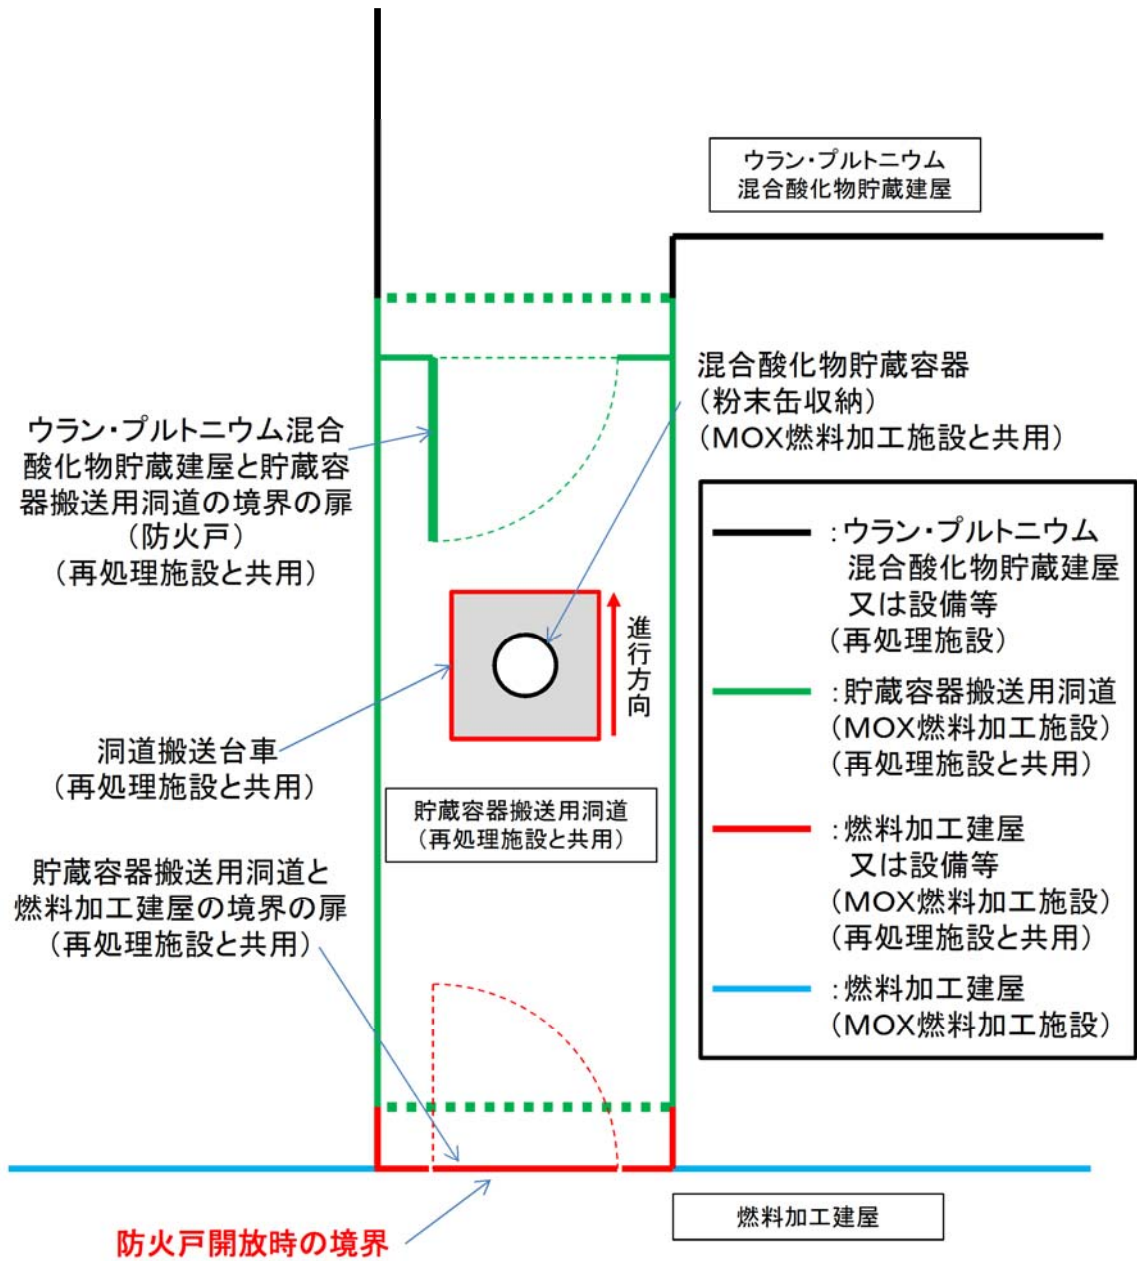 ウラン・プルトニウム
混合酸化物貯蔵建屋
混合酸化物貯蔵容器
（粉末缶収納）
（MOX燃料加工施設と共用）
ウラン・プルトニウム混合
酸化物貯蔵建屋と貯蔵容
器搬送用洞道の境界の扉
（防火戸）
（再処理施設と共用）
進行方向
洞道搬送台車
（再処理施設と共用）
貯蔵容器搬送用洞道
（再処理施設と共用）
貯蔵容器搬送用洞道と
燃料加工建屋の境界の扉
（再処理施設と共用）
：ウラン・プルトニウム
混合酸化物貯蔵建屋
又は設備等
（再処理施設）
：貯蔵容器搬送用洞道
（MOX燃料加工施設）
（再処理施設と共用）
：燃料加工建屋
又は設備等
（MOX燃料加工施設）
（再処理施設と共用）
：燃料加工建屋
（MOX燃料加工施設）
燃料加工建屋
防火戸開放時の境界